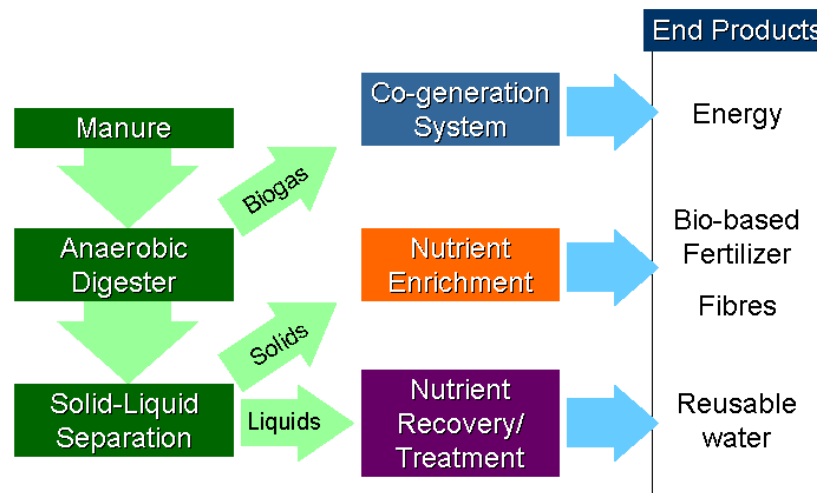 End Products
Manure
Biogas
Co-generation
System
Energy
Anaerobic
Digester
Solids
Nutrient
Enrichment
Bio-based
Fertilizer
Fibres
Solid-Liquid
Separation
Liquids
Nutrient
Recovery/
Treatment
Reusable
water